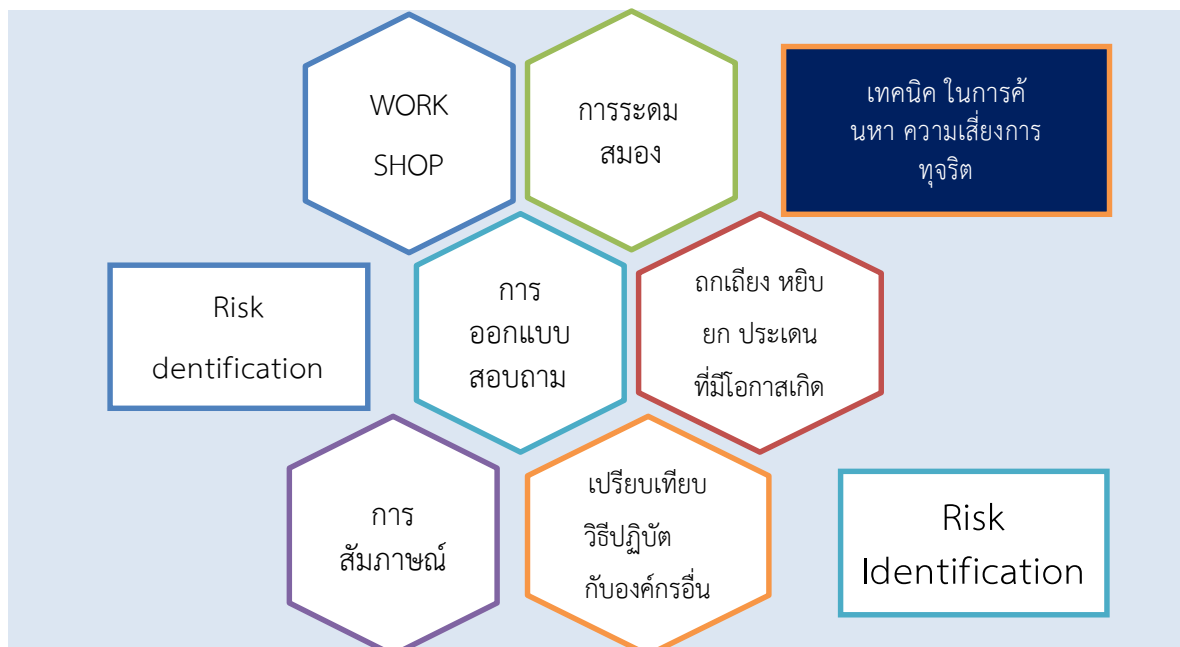 WORK
SHOP
การระดม
สมอง
เทคนิค ในการค้
นหา ความเสี่ยงการ
ทุจริต
Risk
dentification
การ
ออกแบบ
สอบถาม
ถกเถียง หยิบ
ยก ประเดน
ที่มีโอกาสเกิด
การ
สัมภาษณ์
เปรียบเทียบ
วิธีปฏิบัต
กับองค์กรอื่น
Risk
Identification